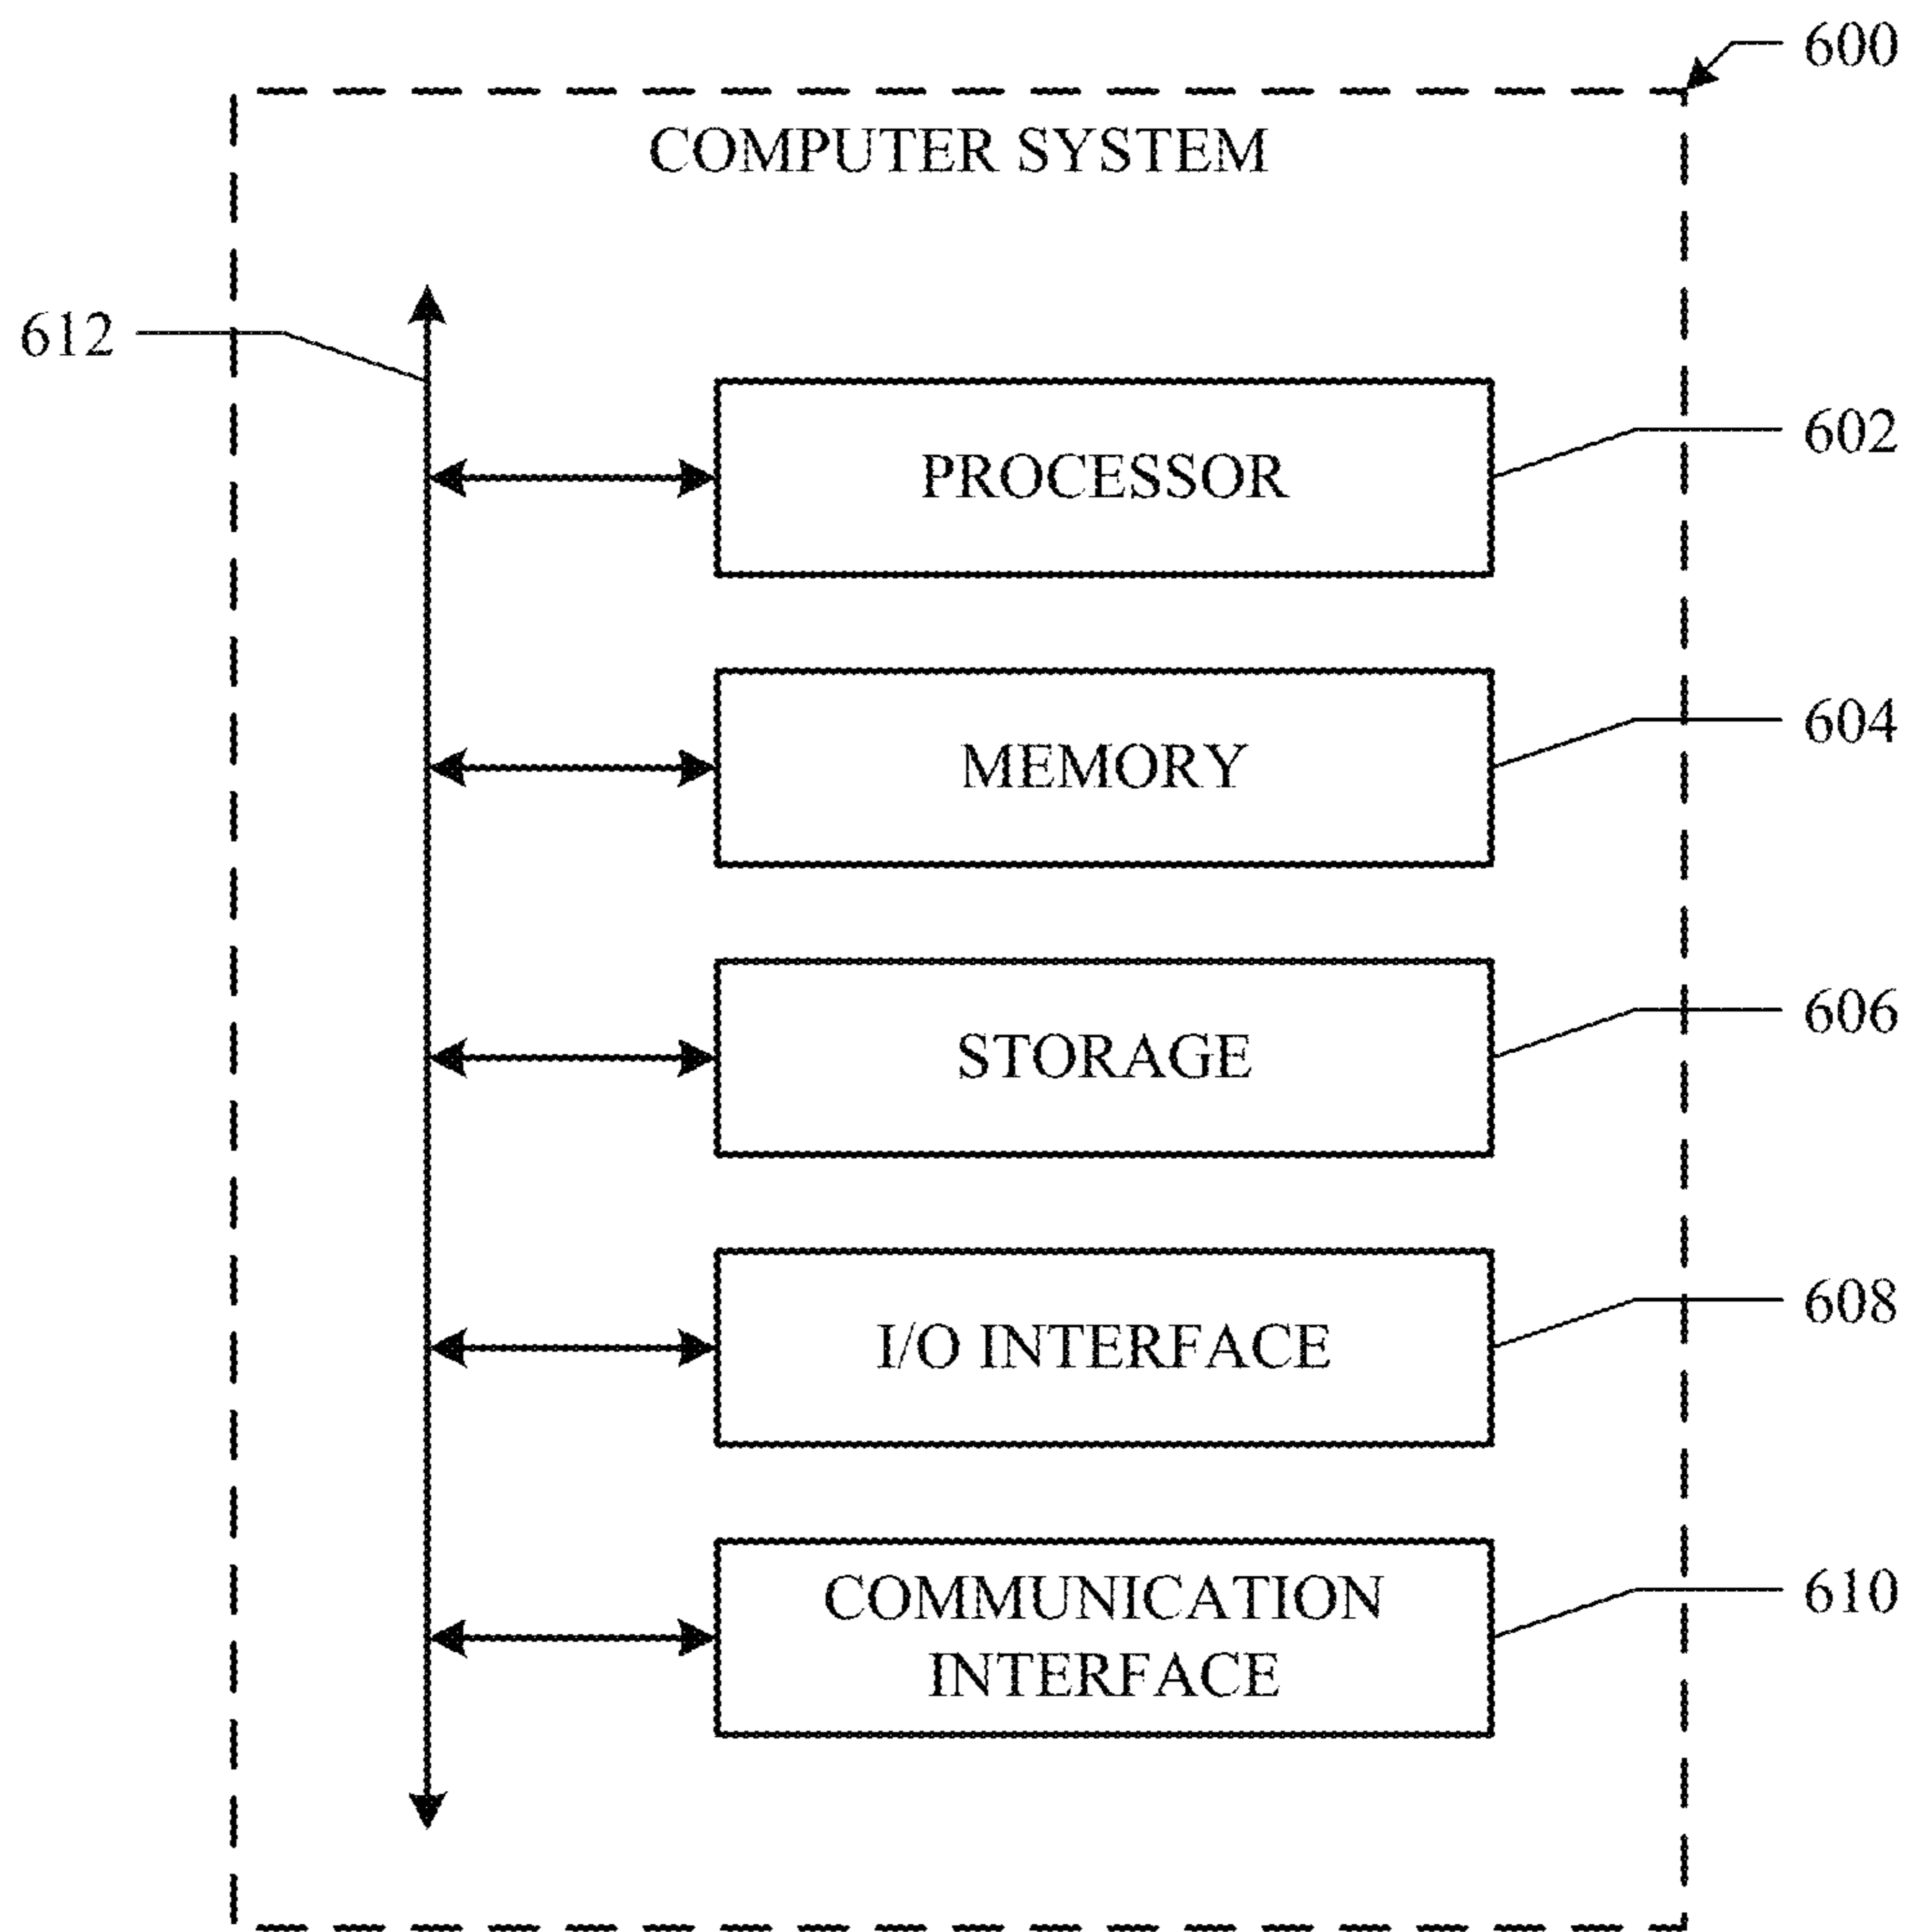 600
COMPUTER SYSTEM
612
PROCESSOR
602
MEMORY
604
STORAGE
606
I/O INTERFACE
608
COMMUNICATION
INTERFACE
610